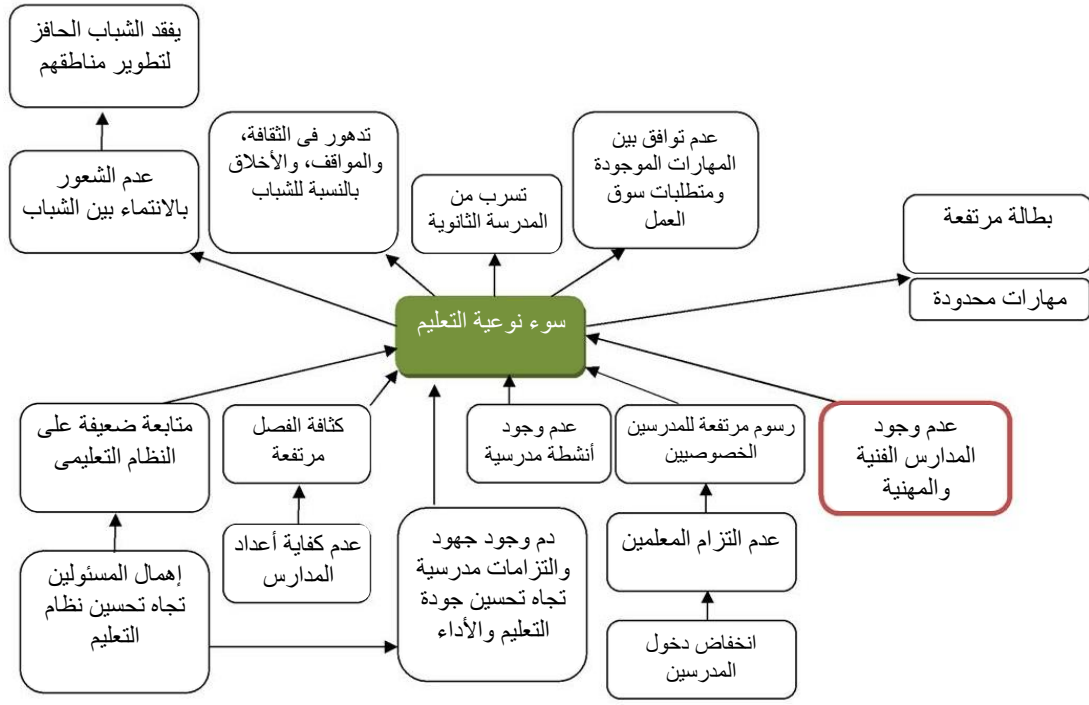 يفقد الشباب الحافز
لتطوير مناطقهم
عدم توافق بين
المهارات الموجودة
ومتطلبات سوق
العمل
تدهور فى الثقافة،
والمواقف، والأخلاق
بالنسبة للشباب
عدم الشعور
بالانتماء بين الشباب
تسرب من
المدرسة الثانوية
بطالة مرتفعة
مهارات محدودة
سوء نوعية التعليم
عدم وجود
المدارس الفنية
والمهنية
رسوم مرتفعة للمدرسين
الخصوصيين
عدم وجود
أنشطة مدرسية
كثافة الفصل
مرتفعة
متابعة ضعيفة على
النظام التعليمى
عدم التزام المعلمين
دم وجود جهود
والتزامات مدرسية
تجاه تحسين جودة
التعليم والأداء
عدم كفاية أعداد
المدارس
إهمال المسئولين
تجاه تحسين نظام
التعليم
انخفاض دخول
المدرسين